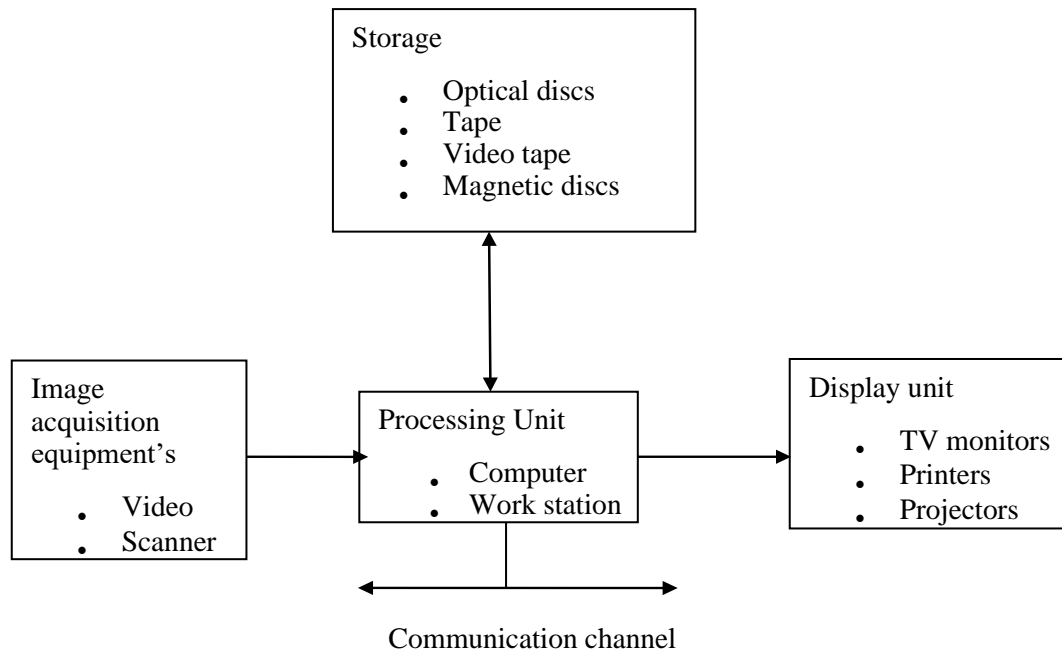 Storage
• Optical discs
• Tape
• Video tape
• Magnetic discs
Image
acquisition
equipment’s
• Video
• Scanner
Processing Unit
• Computer
• Work station
Display unit
• TV monitors
• Printers
• Projectors
Communication channel